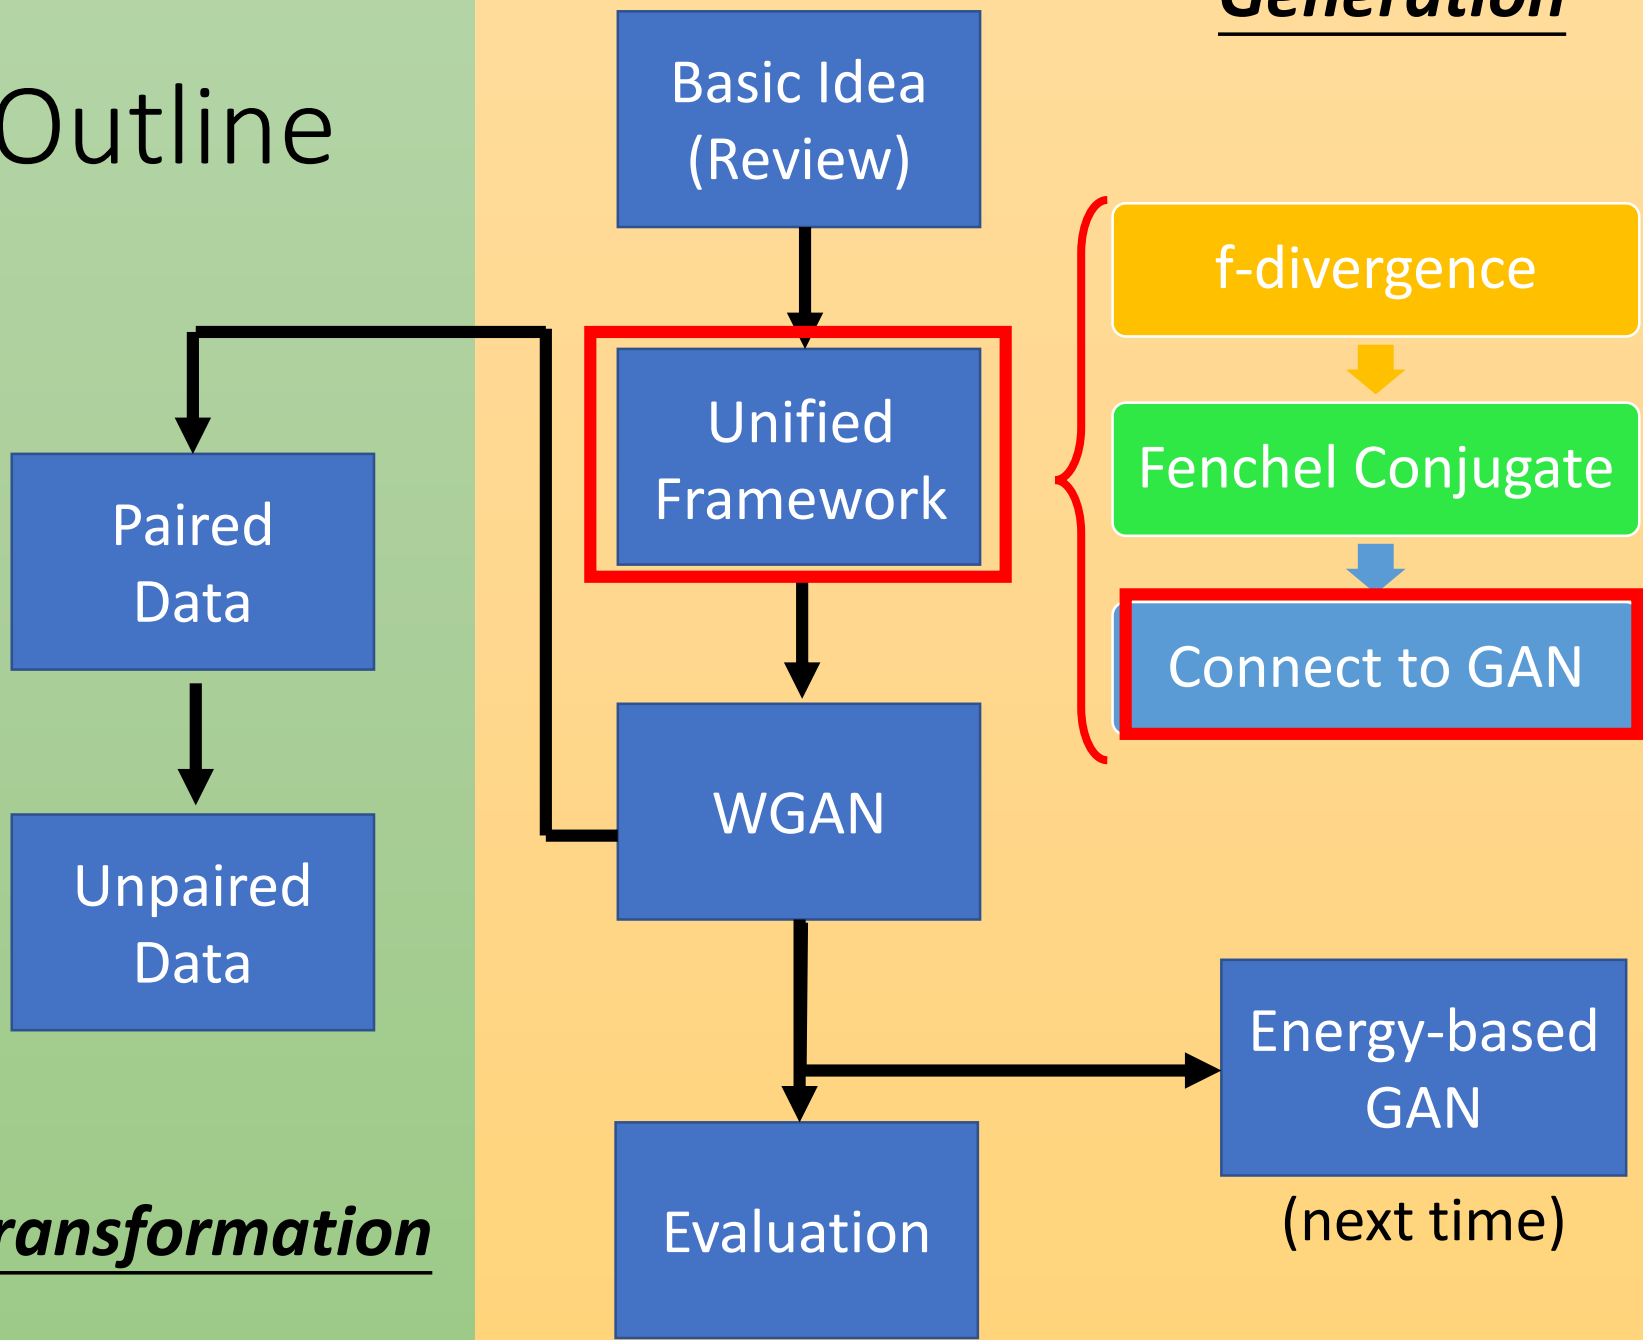 Generation
Outline
Basic Idea
(Review)
f-divergence
Unified
Framework
Fenchel Conjugate
Connect to GAN
Paired
Data
WGAN
Unpaired
Data
Energy-based
GAN
(next time)
Evaluation
ransformation